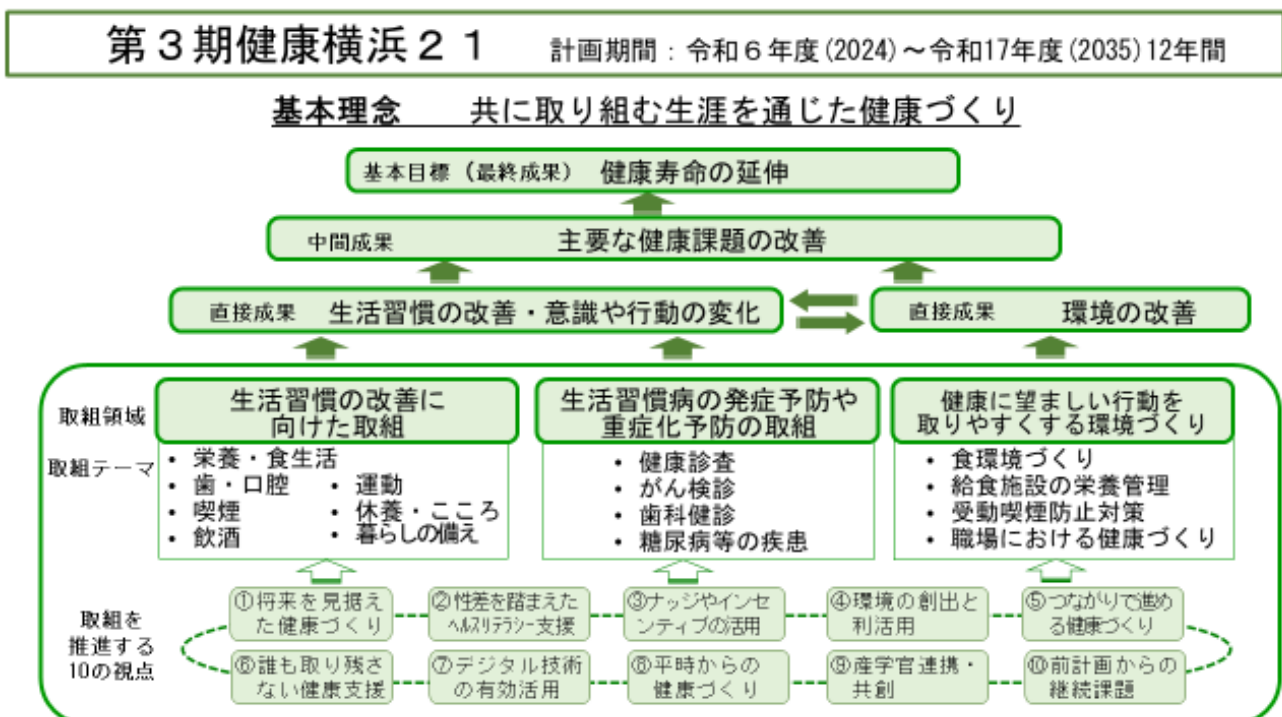 第３期健康横浜２１ 計画期間：令和６年度(2024)～令和17年度(2035)12年間
基本理念 共に取り組む生涯を通じた健康づくり
基本目標（最終成果） 健康寿命の延伸
中間成果 主要な健康課題の改善
直接成果 生活習慣の改善・意識や行動の変化
直接成果 環境の改善
取組領域
生活習慣の改善に
向けた取組
生活習慣病の発症予防や
重症化予防の取組
健康に望ましい行動を
取りやすくする環境づくり
取組テーマ
・栄養・食生活
・歯・口腔 ・運動
・喫煙 ・休養・こころ
・飲酒 ・暮らしの備え
・健康診査
・がん検診
・歯科健診
・糖尿病等の疾患
・食環境づくり
・給食施設の栄養管理
・受動喫煙防止対策
・職場における健康づくり
取組を
推進する
10の視点
①将来を見据え
た健康づくり
②性差を踏まえた
ﾍﾙｽﾘﾃﾗｼｰ支援
③ナッジやインセ
ンティブの活用
④環境の創出と
利活用
⑤つながりで進め
る健康づくり
⑥誰も取り残さ
ない健康支援
⑦デジタル技術
の有効活用
⑧平時からの
健康づくり
⑨産学官連携・
共創
⑩前計画からの
継続課題